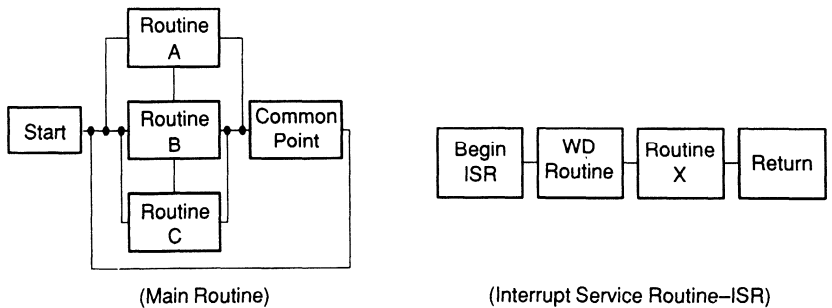 Routine
A
Start
Routine
B
Common
Point
Routine
C
(Main Routine)
Begin
ISR
WD
Routine
Routine
X
Return
(Interrupt Service Routine–ISR)